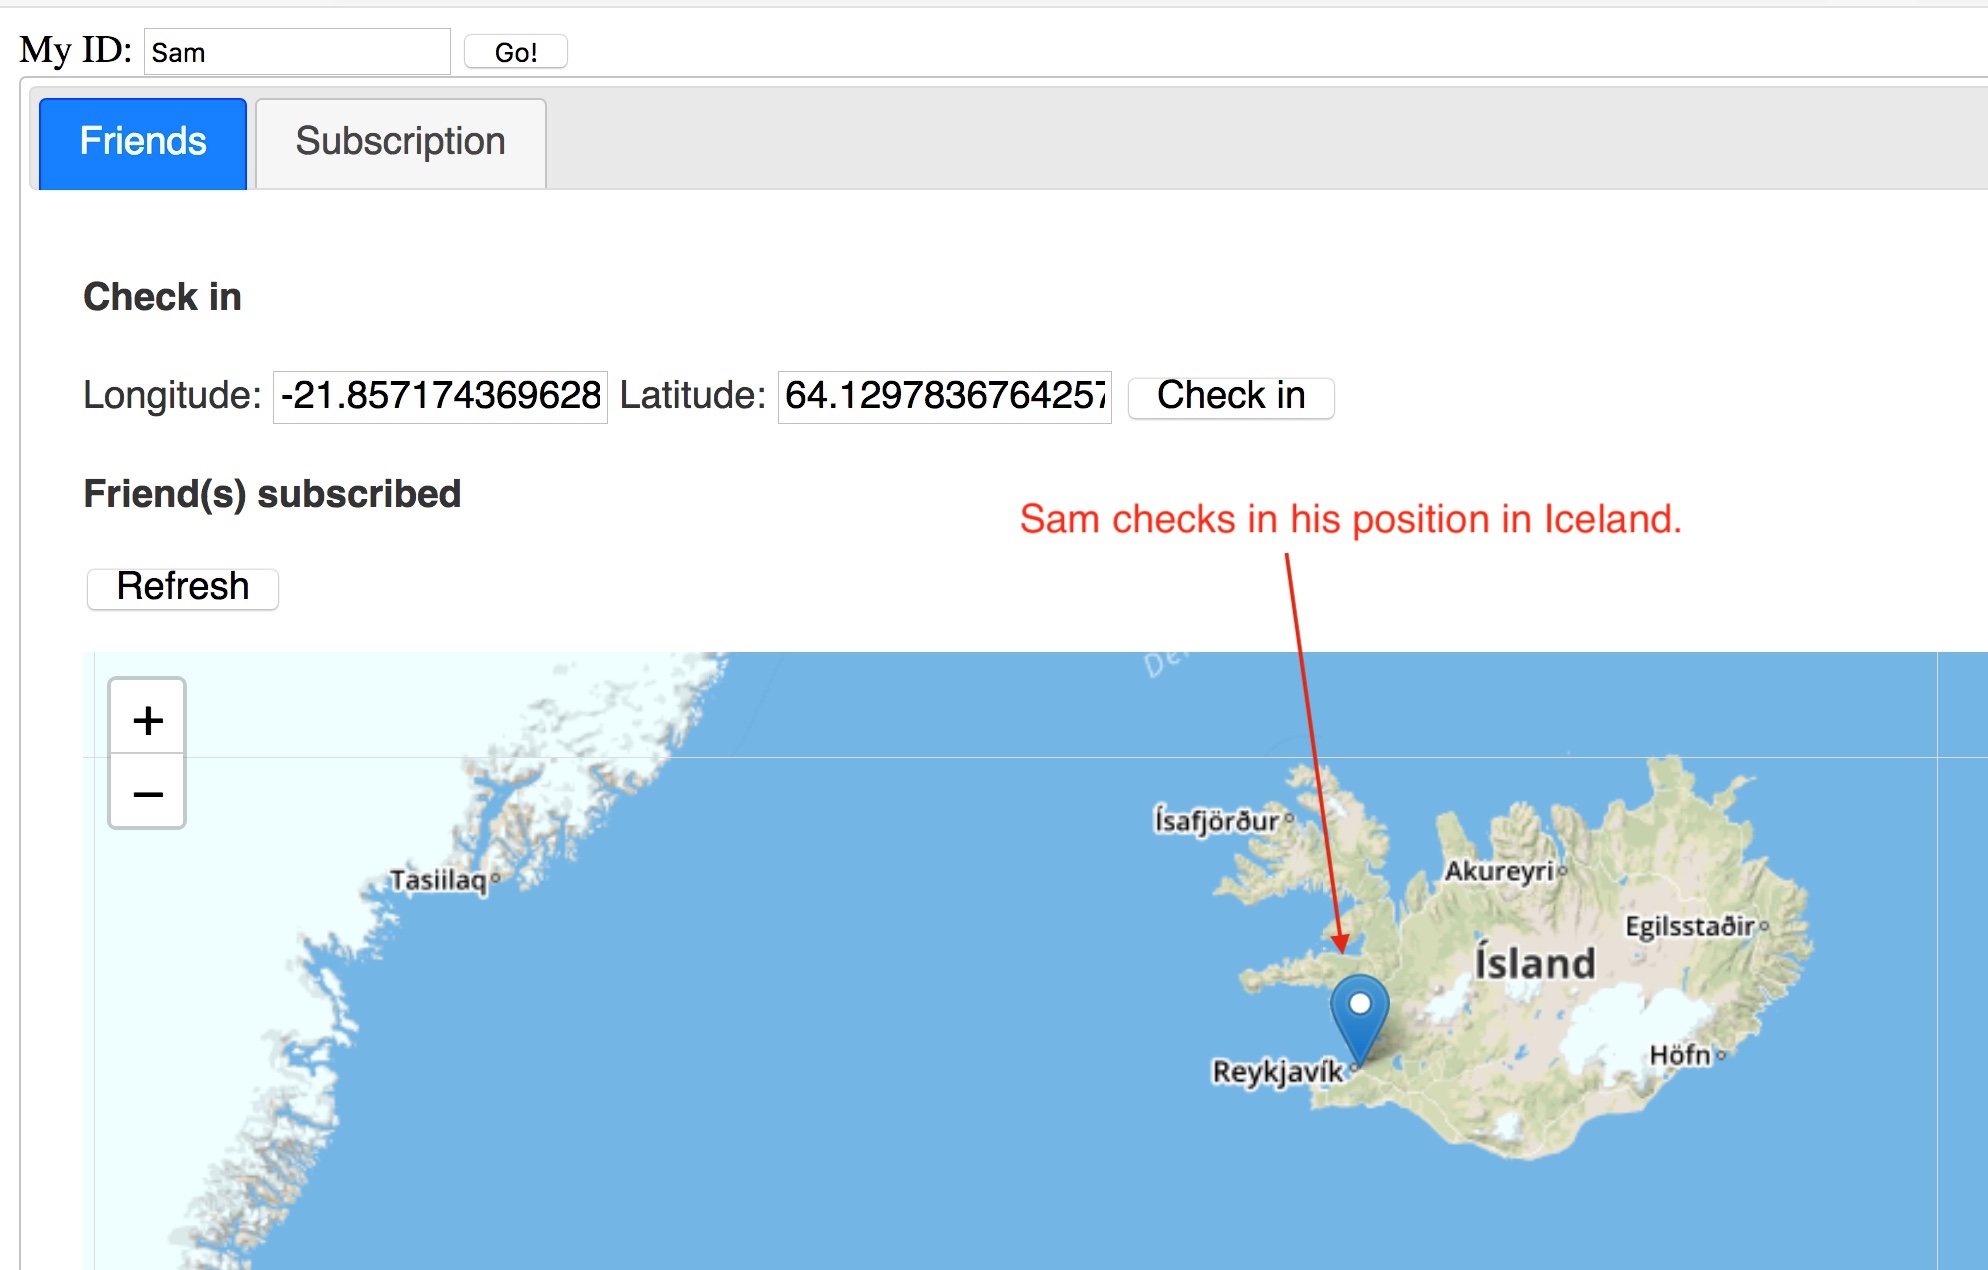 My ID: Sam Go!
Friends Subscription
Check in
Longitude: -21.857174369628 Latitude: 64.1297836764257 Check in
Friend(s) subscribed
Sam checks in his position in Iceland.
Refresh
+
−
Ísafjörður
Akureyri
Tasiilaq
Egilsstaðir
Ísland
Höfn
Reykjavík